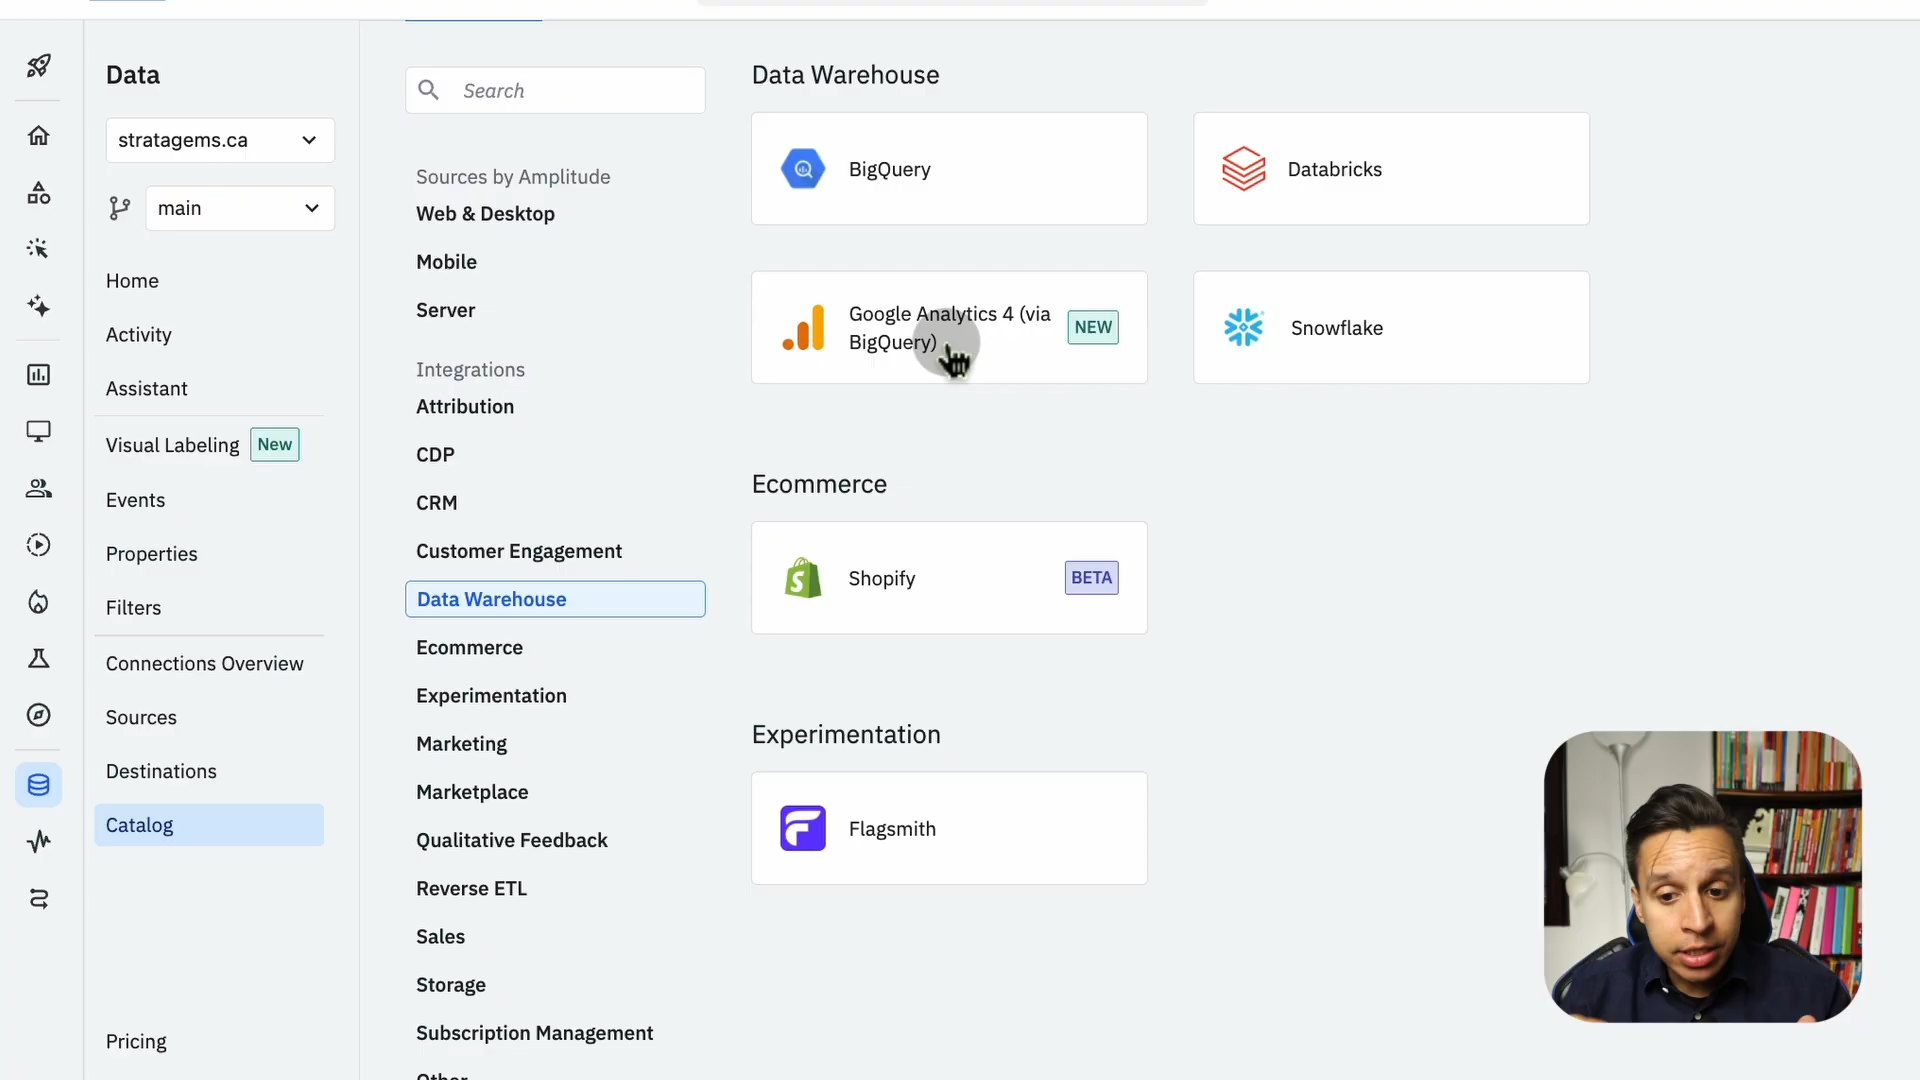 Data
stratagems.ca
main
Home
Activity
Assistant
Visual Labeling New
Events
Properties
Filters
Connections Overview
Sources
Destinations
Catalog
Pricing
Search
Sources by Amplitude
Web & Desktop
Mobile
Server
Integrations
Attribution
CDP
CRM
Customer Engagement
Data Warehouse
Ecommerce
Experimentation
Marketing
Marketplace
Qualitative Feedback
Reverse ETL
Sales
Storage
Subscription Management
Other
Data Warehouse
BigQuery
Databricks
Google Analytics 4 (via
BigQuery)
NEW
Snowflake
Ecommerce
Shopify
BETA
Experimentation
Flagsmith